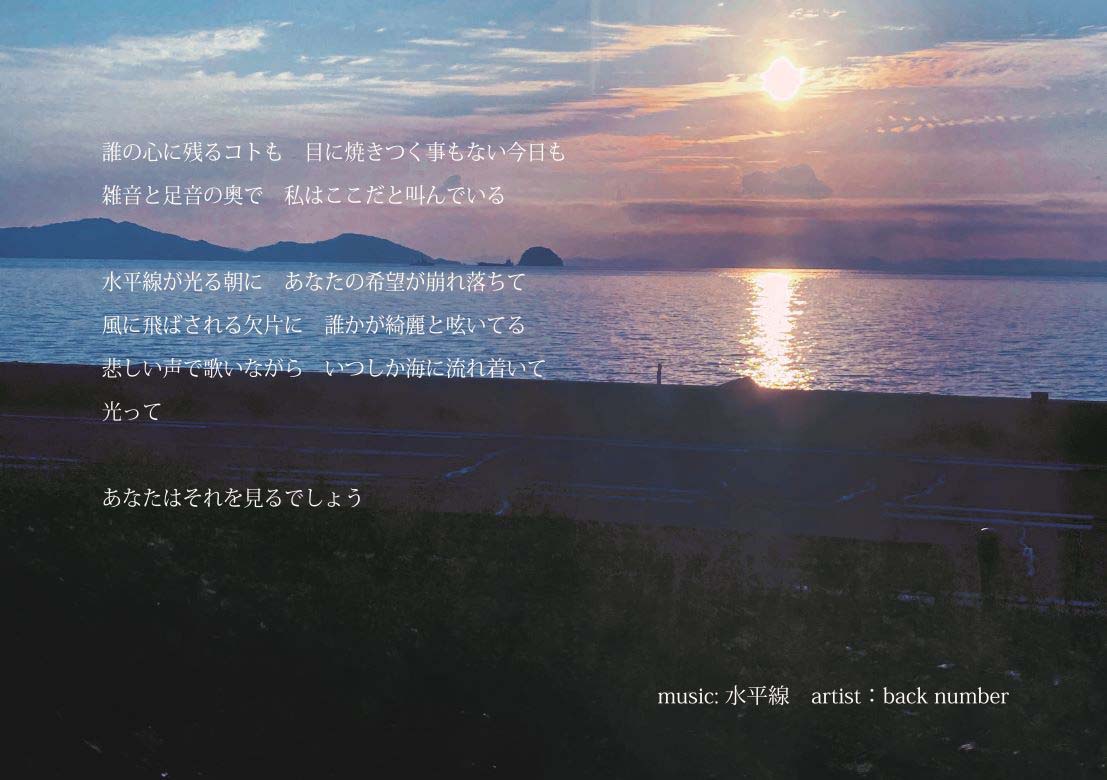 誰の心に残るコトも　目に焼きつく事もない今日も
雑音と足音の奥で　私はここだと叫んでいる
水平線が光る朝に　あなたの希望が崩れ落ちて
風に飛ばされる欠片に　誰かが綺麗と呟いてる
悲しい声で歌いながら　いつしか海に流れ着いて
光って
あなたはそれを見るでしょう
music: 水平線　artist：back number